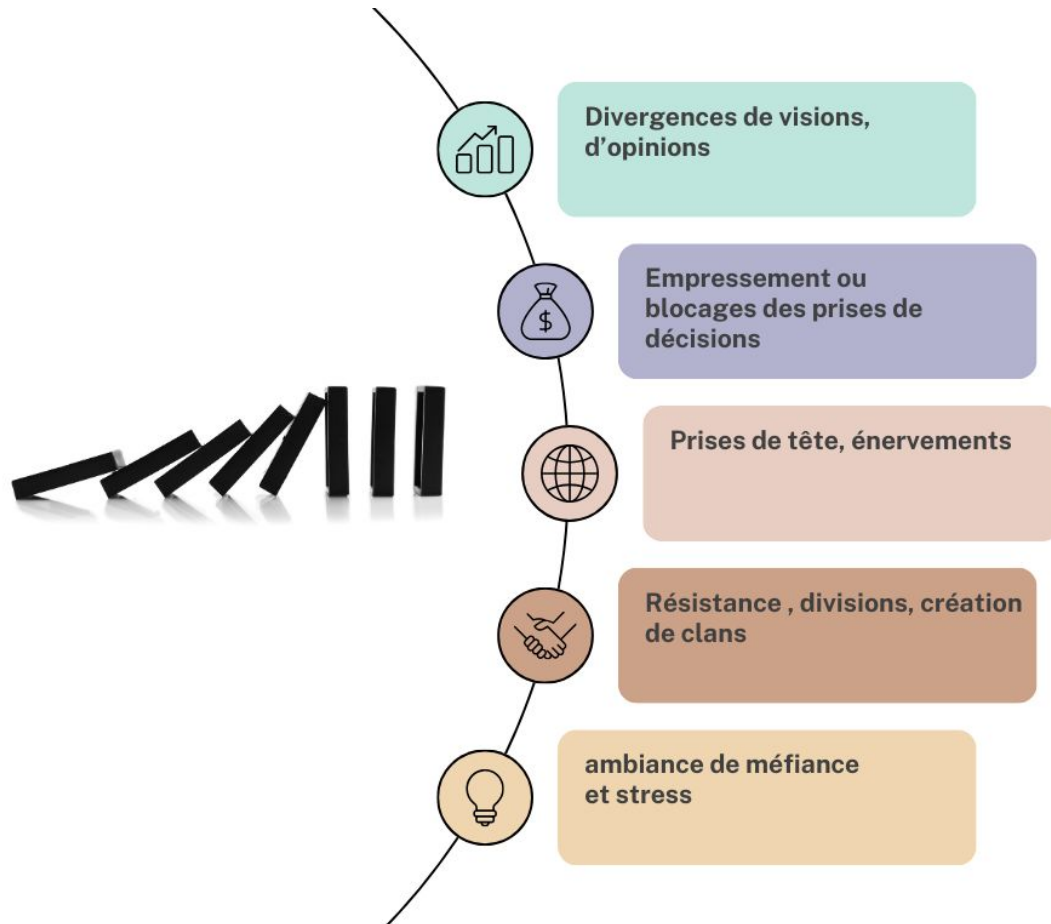 Divergences de visions,
d’opinions
$
Empressement ou
blocages des prises de
décisions
Prises de tête, énervements
Résistance , divisions, création
de clans
ambiance de méfiance
et stress